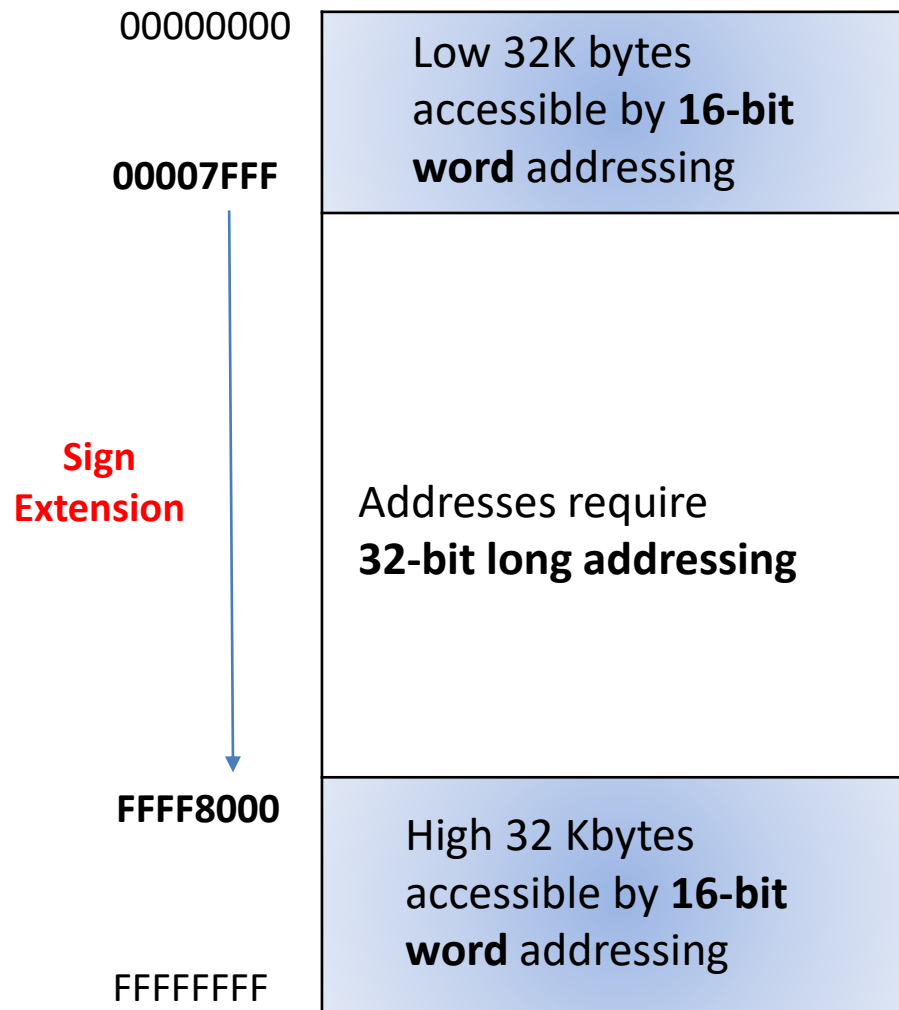 00000000
Low 32K bytes
accessible by 16-bit
word addressing
00007FFF
Sign
Extension
Addresses require
32-bit long addressing
FFFF8000
High 32 Kbytes
accessible by 16-bit
word addressing
FFFFFFFF